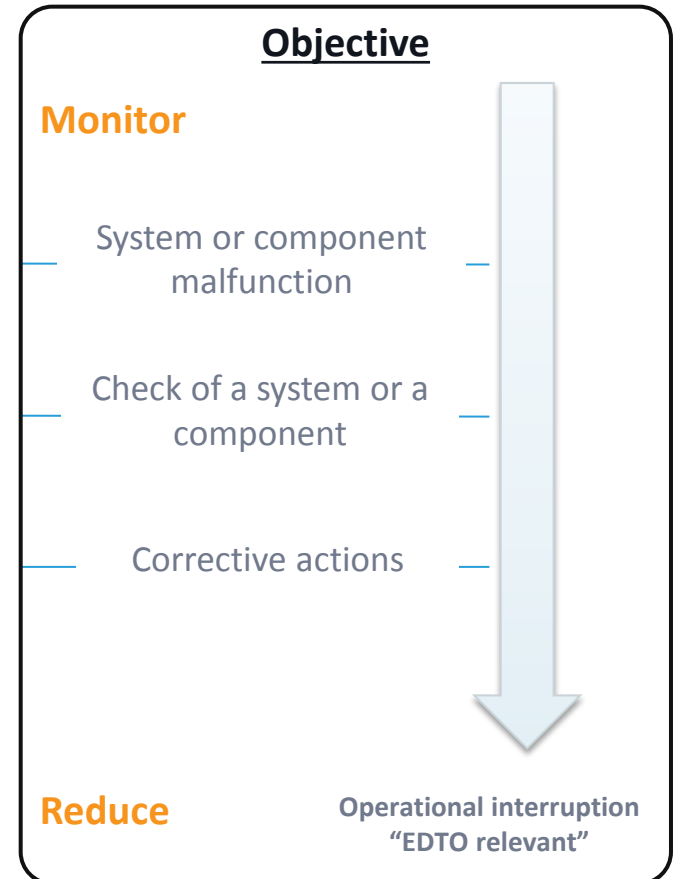 Objective
Monitor
System or component
malfunction
Check of a system or a
component
Corrective actions
Reduce
Operational interruption
“EDTO relevant”